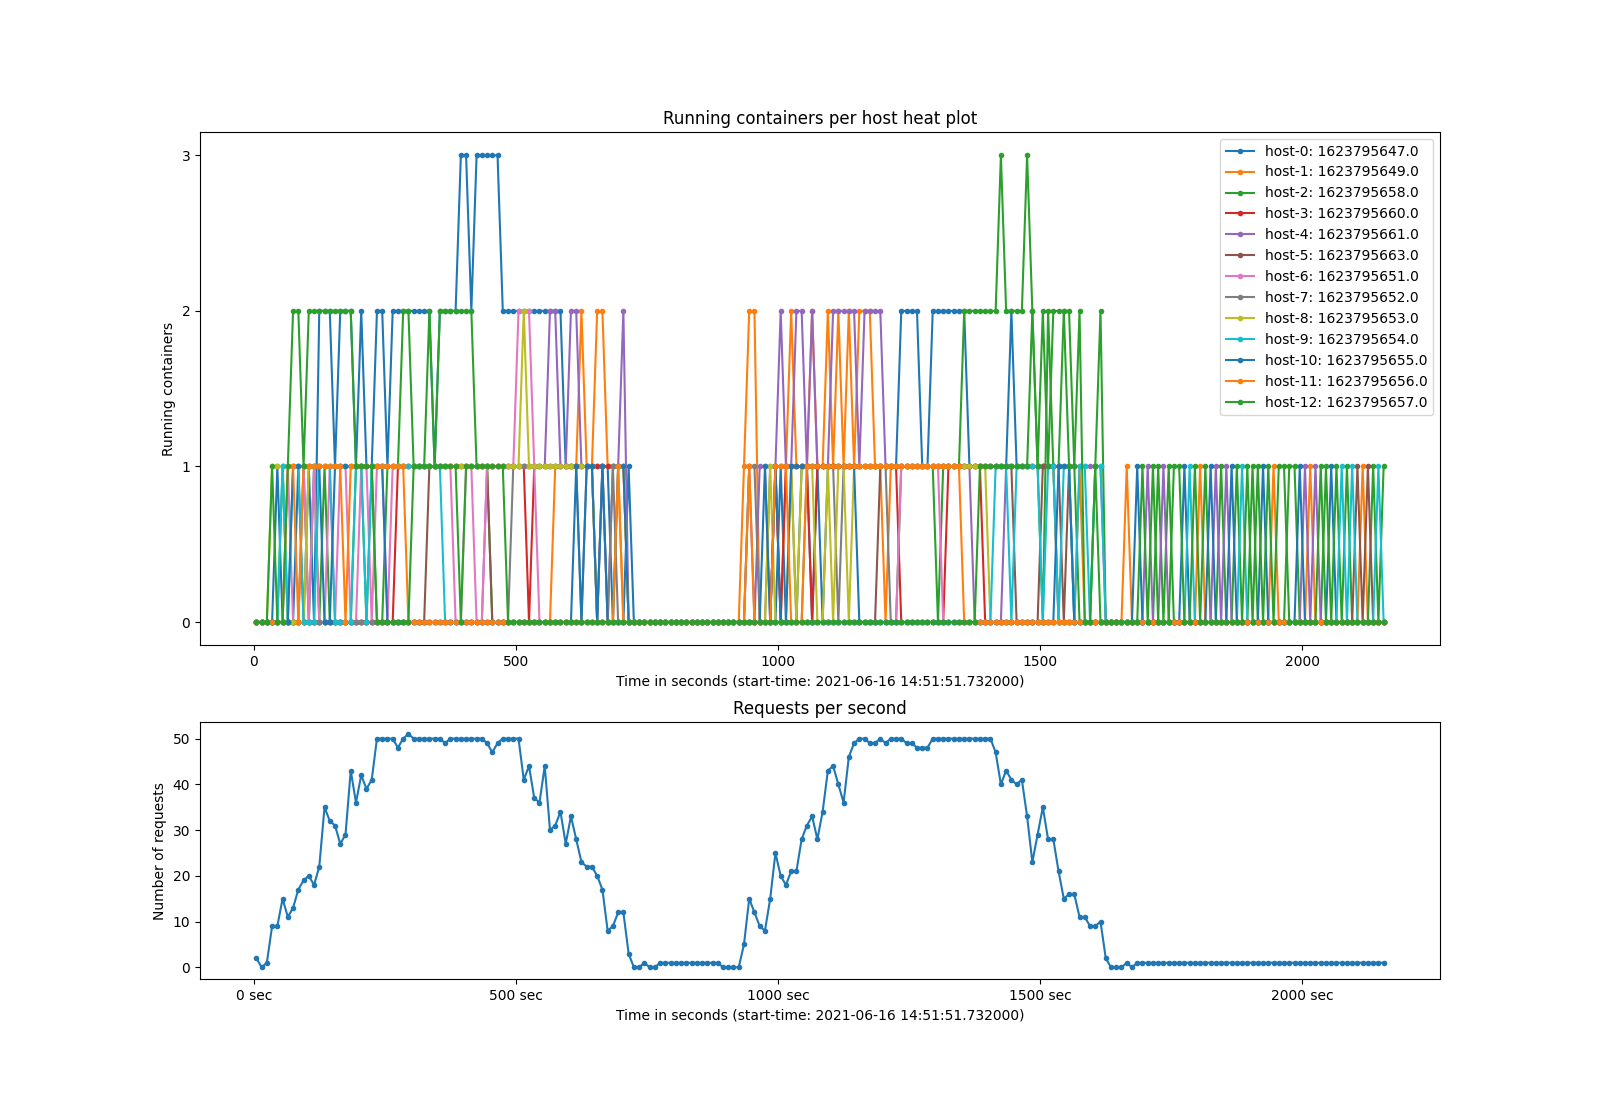 Running containers per host heat plot
Running containers
3
2
1
0
host-0: 1623795647.0
host-1: 1623795649.0
host-2: 1623795658.0
host-3: 1623795660.0
host-4: 1623795661.0
host-5: 1623795663.0
host-6: 1623795651.0
host-7: 1623795652.0
host-8: 1623795653.0
host-9: 1623795654.0
host-10: 1623795655.0
host-11: 1623795656.0
host-12: 1623795657.0
0 500 1000 1500 2000
Time in seconds (start-time: 2021-06-16 14:51:51.732000)
Requests per second
Number of requests
50
40
30
20
10
0
0 sec 500 sec 1000 sec 1500 sec 2000 sec
Time in seconds (start-time: 2021-06-16 14:51:51.732000)